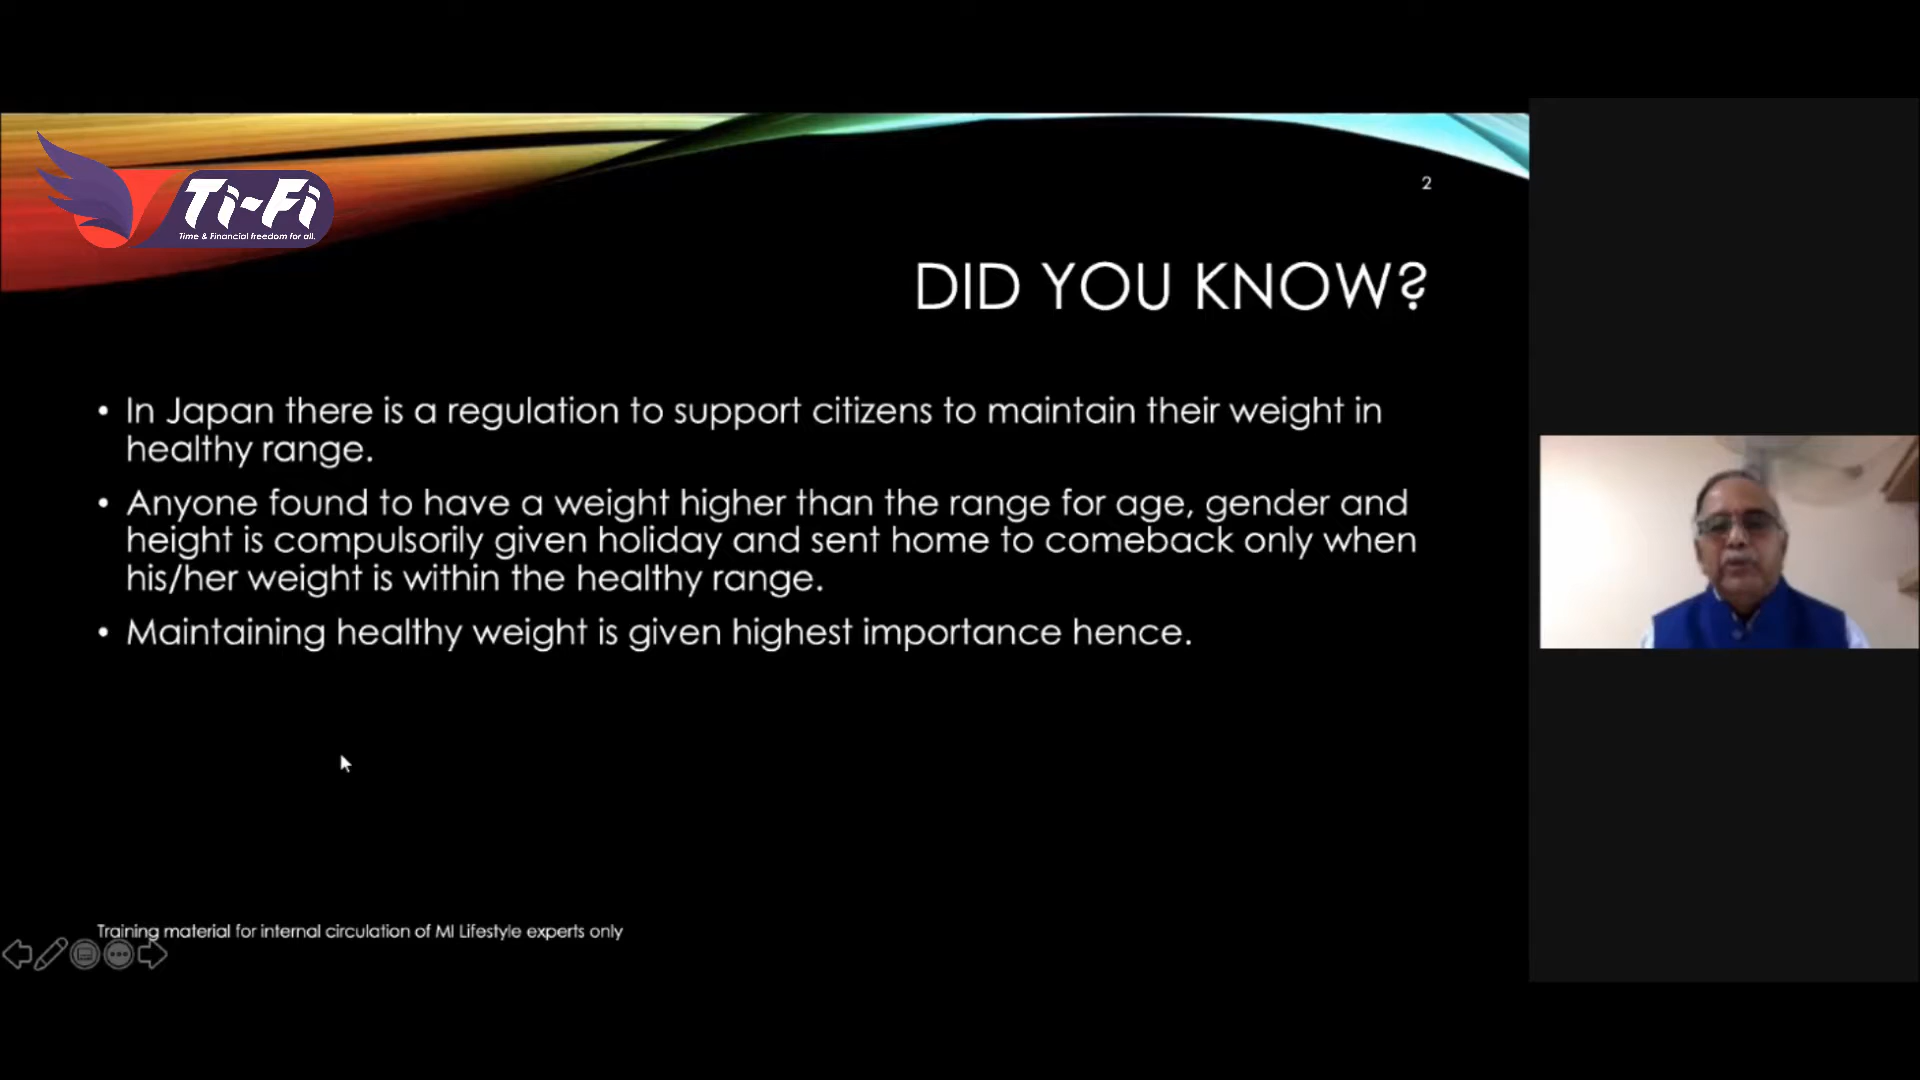 Ti-Fi
Time & Financial freedom for all.
2
DID YOU KNOW?
• In Japan there is a regulation to support citizens to maintain their weight in
healthy range.
• Anyone found to have a weight higher than the range for age, gender and
height is compulsorily given holiday and sent home to comeback only when
his/her weight is within the healthy range.
• Maintaining healthy weight is given highest importance hence.
Training material for internal circulation of MI Lifestyle experts only